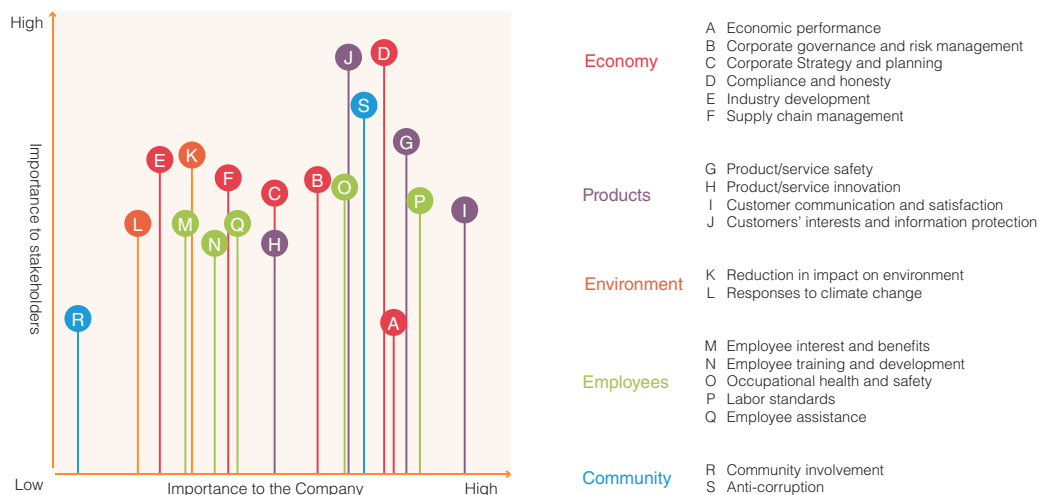 High
Importance to stakeholders
Low
Importance to the Company
High
J
D
S
G
E
K
F
B
O
C
P
I
L
M
Q
N
H
R
A
Economy
A Economic performance
B Corporate governance and risk management
C Corporate Strategy and planning
D Compliance and honesty
E Industry development
F Supply chain management
Products
G Product/service safety
H Product/service innovation
I Customer communication and satisfaction
J Customers' interests and information protection
Environment
K Reduction in impact on environment
L Responses to climate change
Employees
M Employee interest and benefits
N Employee training and development
O Occupational health and safety
P Labor standards
Q Employee assistance
Community
R Community involvement
S Anti-corruption